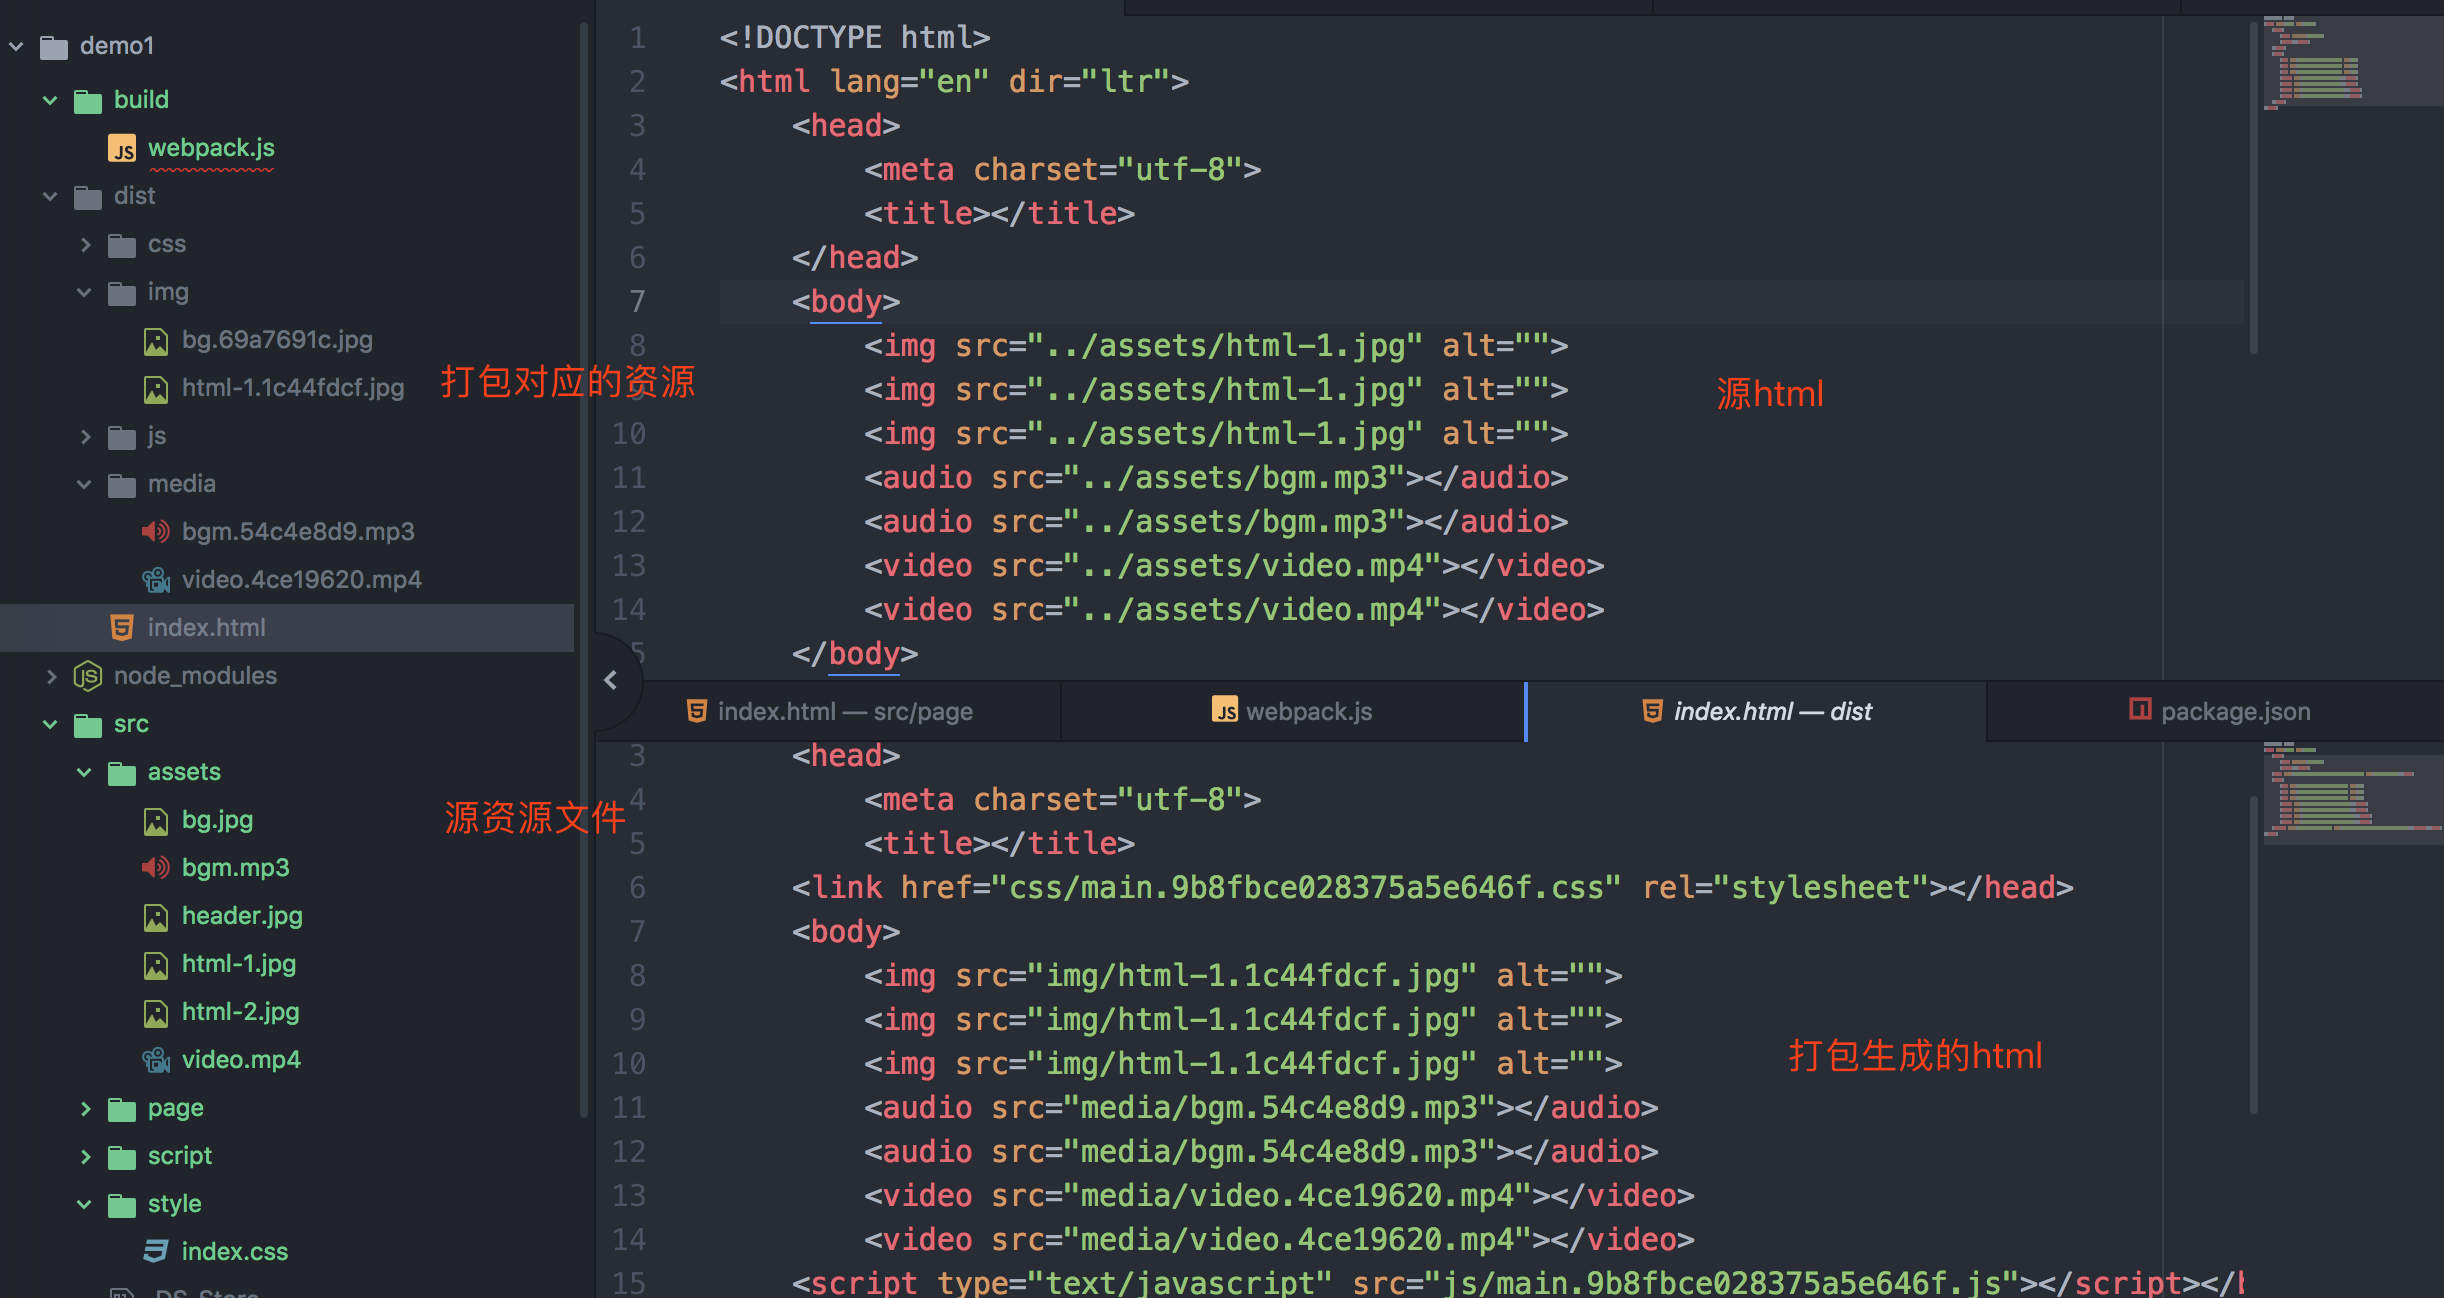 demo1
build
webpack.js
dist
css
img
bg.69a7691c.jpg
html-1.1c44fdcf.jpg
打包对应的资源
js
media
bgm.54c4e8d9.mp3
video.4ce19620.mp4
index.html
node_modules
src
assets
bg.jpg
源资源文件
bgm.mp3
header.jpg
html-1.jpg
html-2.jpg
video.mp4
page
script
style
index.css
.DS_Store
1 <!DOCTYPE html>
2 <html lang="en" dir="ltr">
3 <head>
4 <meta charset="utf-8">
5 <title></title>
6 </head>
7 <body>
8 <img src="../assets/html-1.jpg" alt="">
9 <img src="../assets/html-1.jpg" alt="">
源html
10 <img src="../assets/html-1.jpg" alt="">
11 <audio src="../assets/bgm.mp3"></audio>
12 <audio src="../assets/bgm.mp3"></audio>
13 <video src="../assets/video.mp4"></video>
14 <video src="../assets/video.mp4"></video>
5 </body>
index.html — src/page
webpack.js
index.html — dist
package.json
3 <head>
4 <meta charset="utf-8">
5 <title></title>
6 <link href="css/main.9b8fbce028375a5e646f.css" rel="stylesheet"></head>
7 <body>
8 <img src="img/html-1.1c44fdcf.jpg" alt="">
9 <img src="img/html-1.1c44fdcf.jpg" alt="">
10 <img src="img/html-1.1c44fdcf.jpg" alt="">
打包生成的html
11 <audio src="media/bgm.54c4e8d9.mp3"></audio>
12 <audio src="media/bgm.54c4e8d9.mp3"></audio>
13 <video src="media/video.4ce19620.mp4"></video>
14 <video src="media/video.4ce19620.mp4"></video>
15 <script type="text/javascript" src="js/main.9b8fbce028375a5e646f.js"></script></b